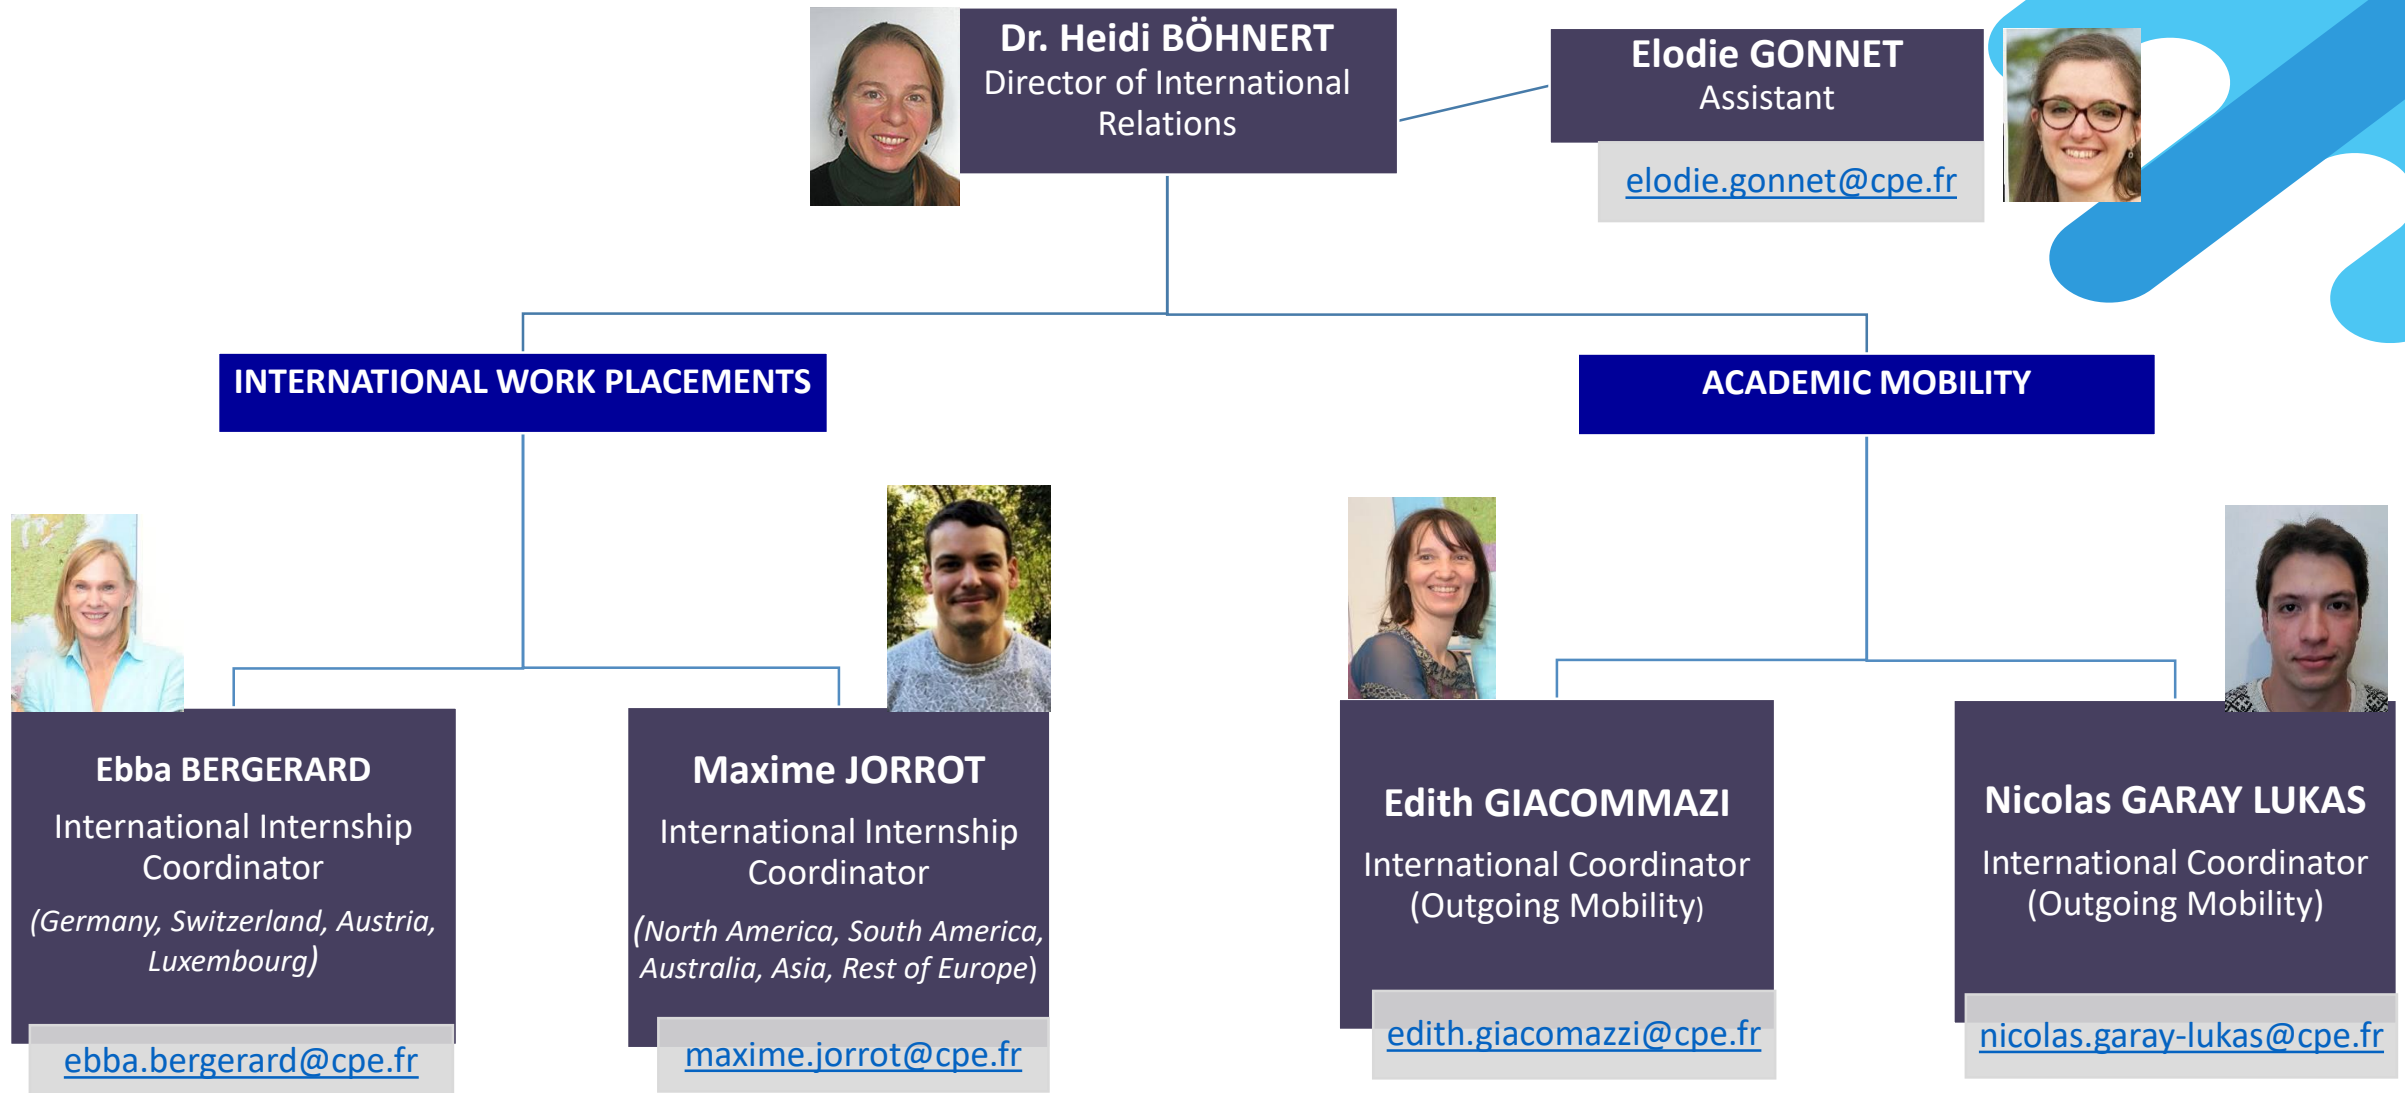 Dr. Heidi BÖHNERT
Director of International
Relations
Elodie GONNET
Assistant
elodie.gonnet@cpe.fr
INTERNATIONAL WORK PLACEMENTS
ACADEMIC MOBILITY
Ebba BERGERARD
International Internship
Coordinator
(Germany, Switzerland, Austria,
Luxembourg)
ebba.bergerard@cpe.fr
Maxime JORROT
International Internship
Coordinator
(North America, South America,
Australia, Asia, Rest of Europe)
maxime.jorrot@cpe.fr
Edith GIACOMMAZI
International Coordinator
(Outgoing Mobility)
edith.giacomazzi@cpe.fr
Nicolas GARAY LUKAS
International Coordinator
(Outgoing Mobility)
nicolas.garay-lukas@cpe.fr